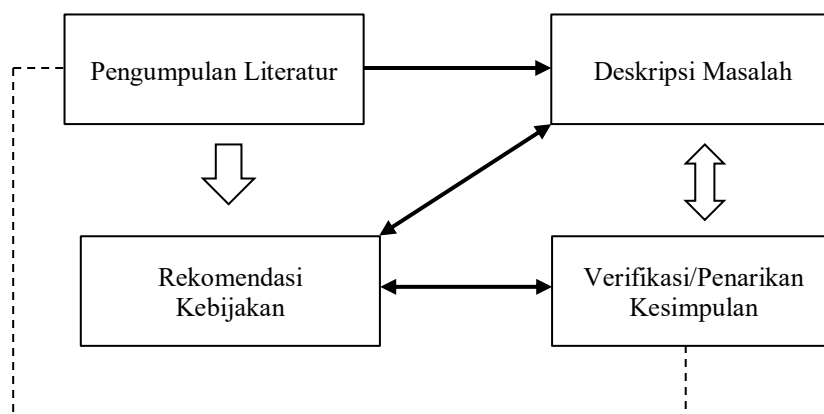 Pengumpulan Literatur
Deskripsi Masalah
Rekomendasi
Kebijakan
Verifikasi/Penarikan
Kesimpulan